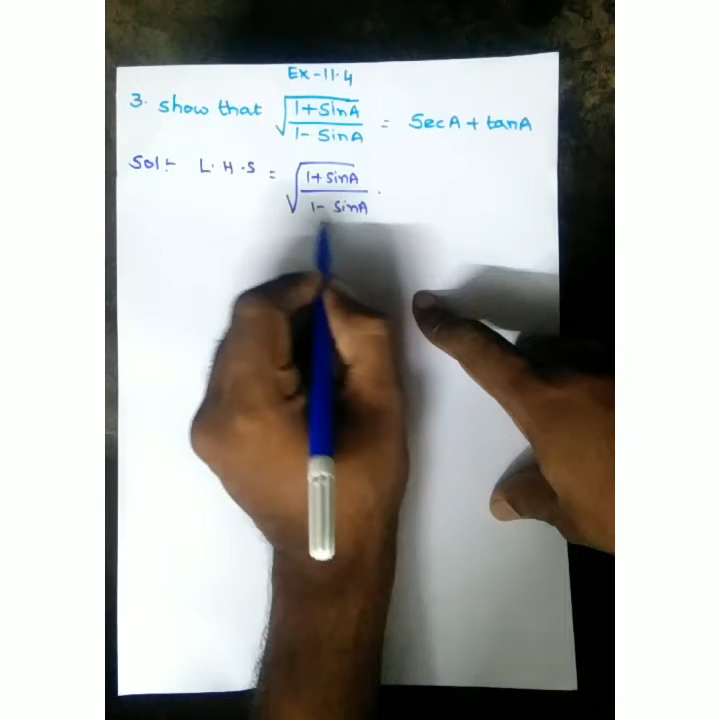 Ex-11.4
3. Show that √(1+SinA / 1-SinA) = SecA + tanA
Sol:- L.H.S = √(1+SinA / 1-SinA).